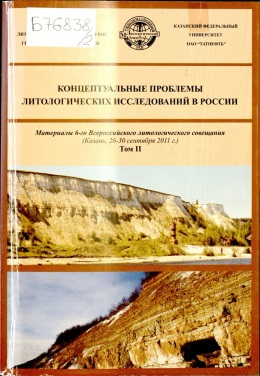 Б76838
/2
КАЗАНСКИЙ ФЕДЕРАЛЬНЫЙ
УНИВЕРСИТЕТ
ОАО "ТАТНЕФТЬ"
КОНЦЕПТУАЛЬНЫЕ ПРОБЛЕМЫ
ЛИТОЛОГИЧЕСКИХ ИССЛЕДОВАНИЙ В РОССИИ
Материалы 6-го Всероссийского литологического совещания
(Казань, 26-30 сентября 2011 г.)
Том II